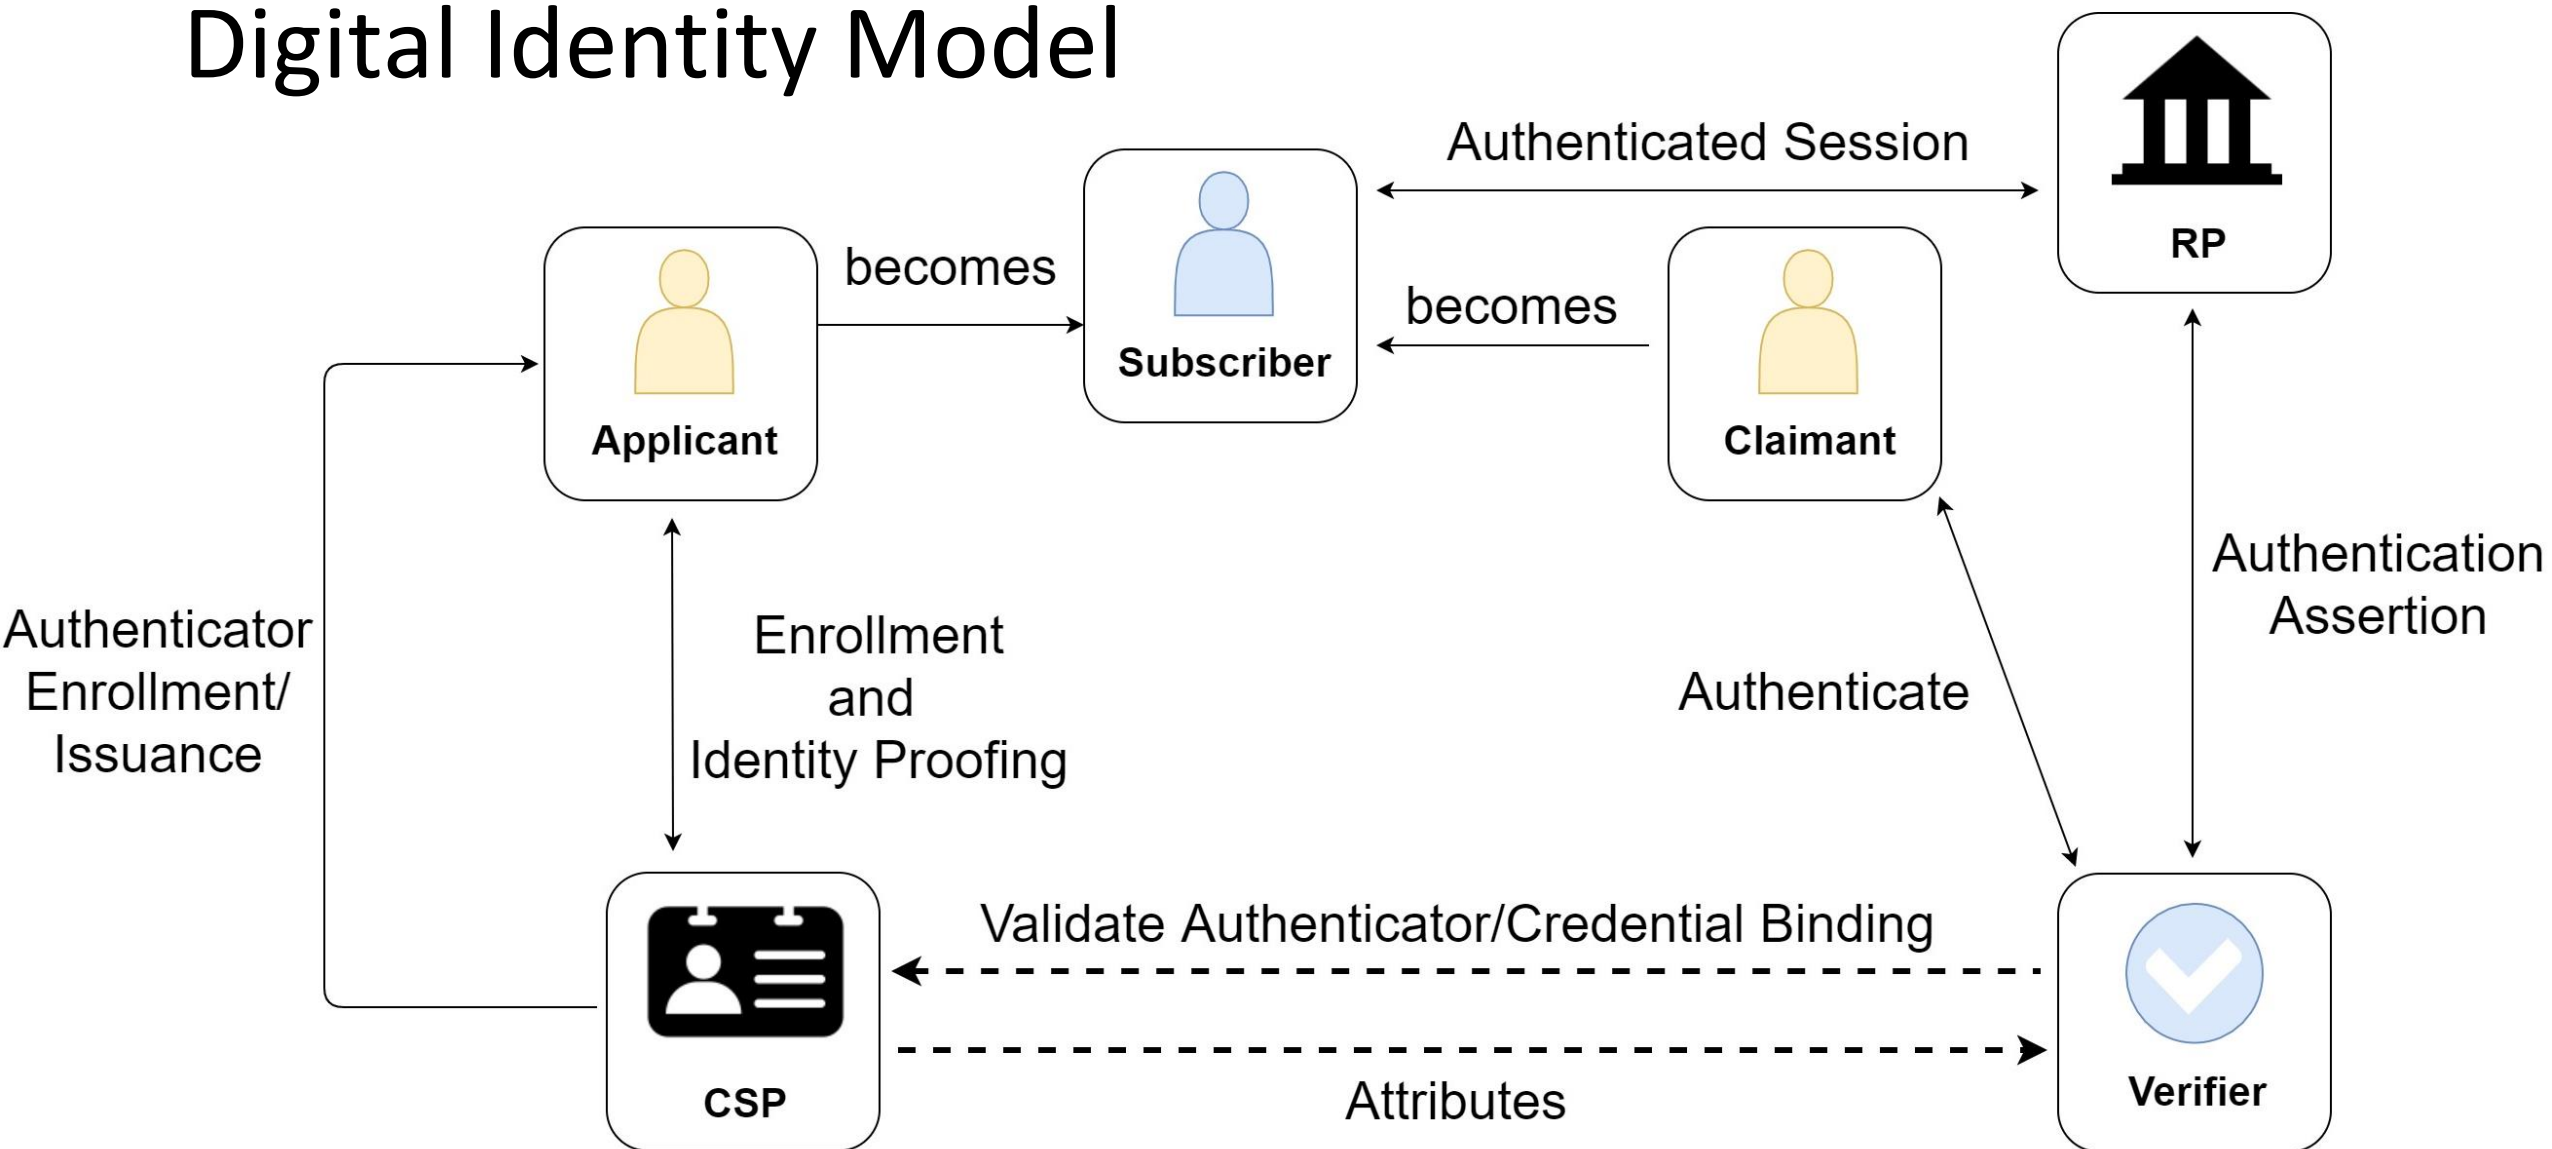 Digital Identity Model
Authenticated Session
RP
becomes
Subscriber
becomes
Applicant
Claimant
Authenticator
Enrollment/
Issuance
Enrollment
and
Identity Proofing
Authenticate
Authentication
Assertion
Validate Authenticator/Credential Binding
CSP
Attributes
Verifier